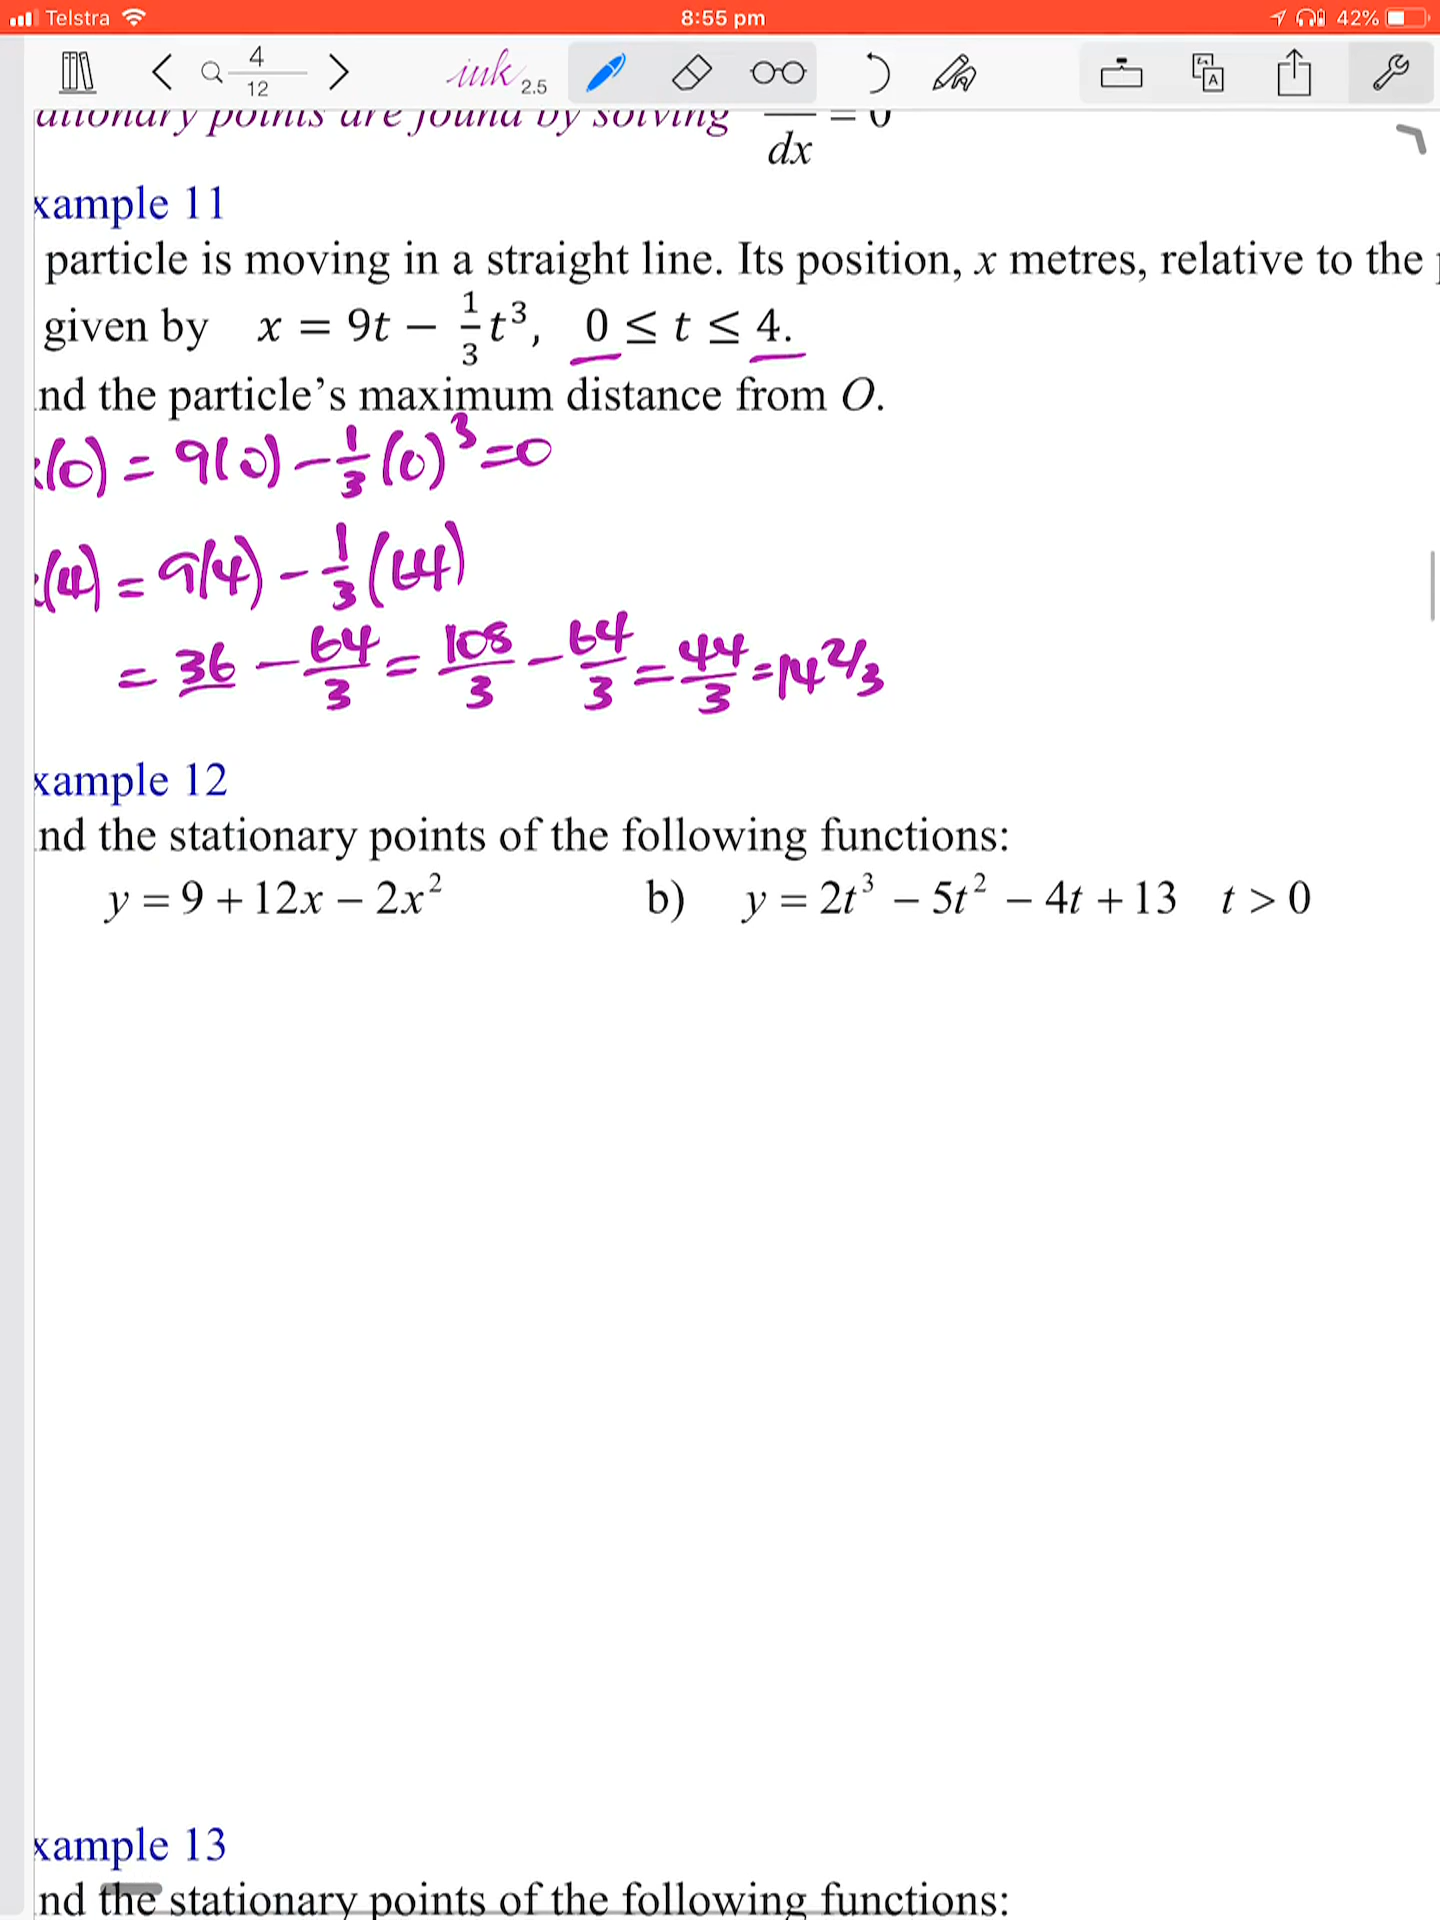 Telstra 8:55 pm 42%
4
12
ink 2.5
ationary points are found by solving dx = 0
xample 11
particle is moving in a straight line. Its position, x metres, relative to the
given by x = 9t − 1/3 t³, 0 ≤ t ≤ 4.
nd the particle's maximum distance from O.
(0) = 9(0) − 1/3 (0)³ = 0
(4) = 9(4) − 1/3 (64)
= 36 − 64/3 = 108/3 − 64/3 = 44/3 = 14 2/3
xample 12
nd the stationary points of the following functions:
y = 9 + 12x − 2x² b) y = 2t³ − 5t² − 4t + 13 t > 0
xample 13
nd the stationary points of the following functions: